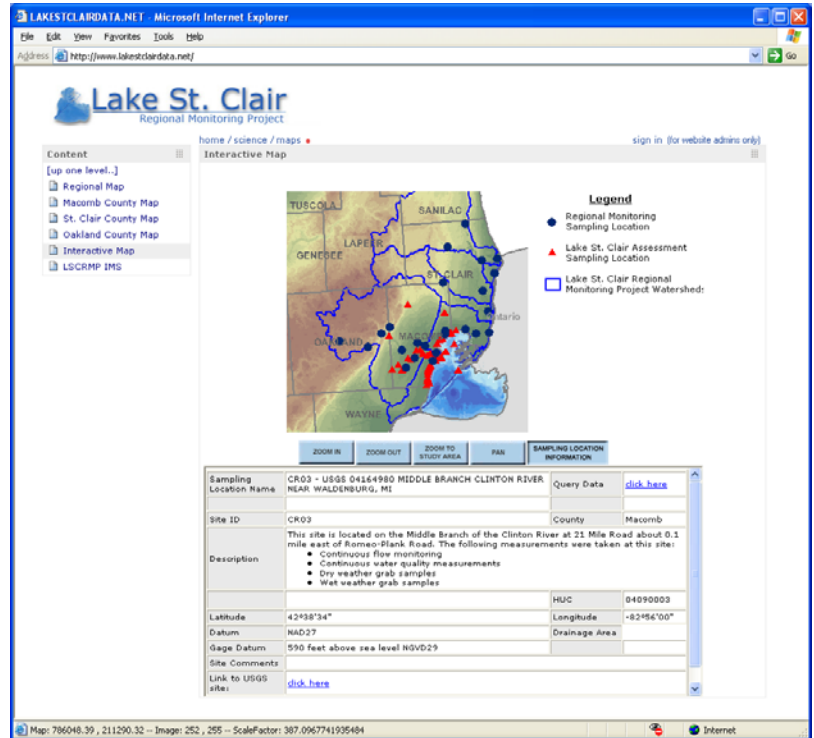 LAKESTCLAIRDATA.NET - Microsoft Internet Explorer
File Edit View Favorites Tools Help
Address http://www.lakestclairdata.net/ Go
Lake St. Clair
Regional Monitoring Project
home / science / maps
sign in (for website admins only)
Content
[up one level..]
Regional Map
Macomb County Map
St. Clair County Map
Oakland County Map
Interactive Map
LSCRMP IMS
Interactive Map
TUSCOLA
SANILAC
LAPEER
GENESEE
ST. CLAIR
Ontario
OAKLAND
MACOMB
WAYNE
Legend
Regional Monitoring
Sampling Location
Lake St. Clair Assessment
Sampling Location
Lake St. Clair Regional
Monitoring Project Watersheds
ZOOM IN
ZOOM OUT
ZOOM TO
STUDY AREA
PAN
SAMPLING LOCATION
INFORMATION
Sampling
Location Name
CR03 - USGS 04164980 MIDDLE BRANCH CLINTON RIVER
NEAR WALDENBURG, MI
Query Data click here
Site ID CR03 County Macomb
Description
This site is located on the Middle Branch of the Clinton River at 21 Mile Road about 0.1
mile east of Romeo-Plank Road. The following measurements were taken at this site:
• Continuous flow monitoring
• Continuous water quality measurements
• Dry weather grab samples
• Wet weather grab samples
HUC 04090003
Latitude 42°38'34" Longitude -82°56'00"
Datum NAD27 Drainage Area
Gage Datum 590 feet above sea level NGVD29
Site Comments
Link to USGS
site:
click here
Map: 786048.39 , 211290.32 -- Image: 252 , 255 -- ScaleFactor: 387.0967741935484 Internet